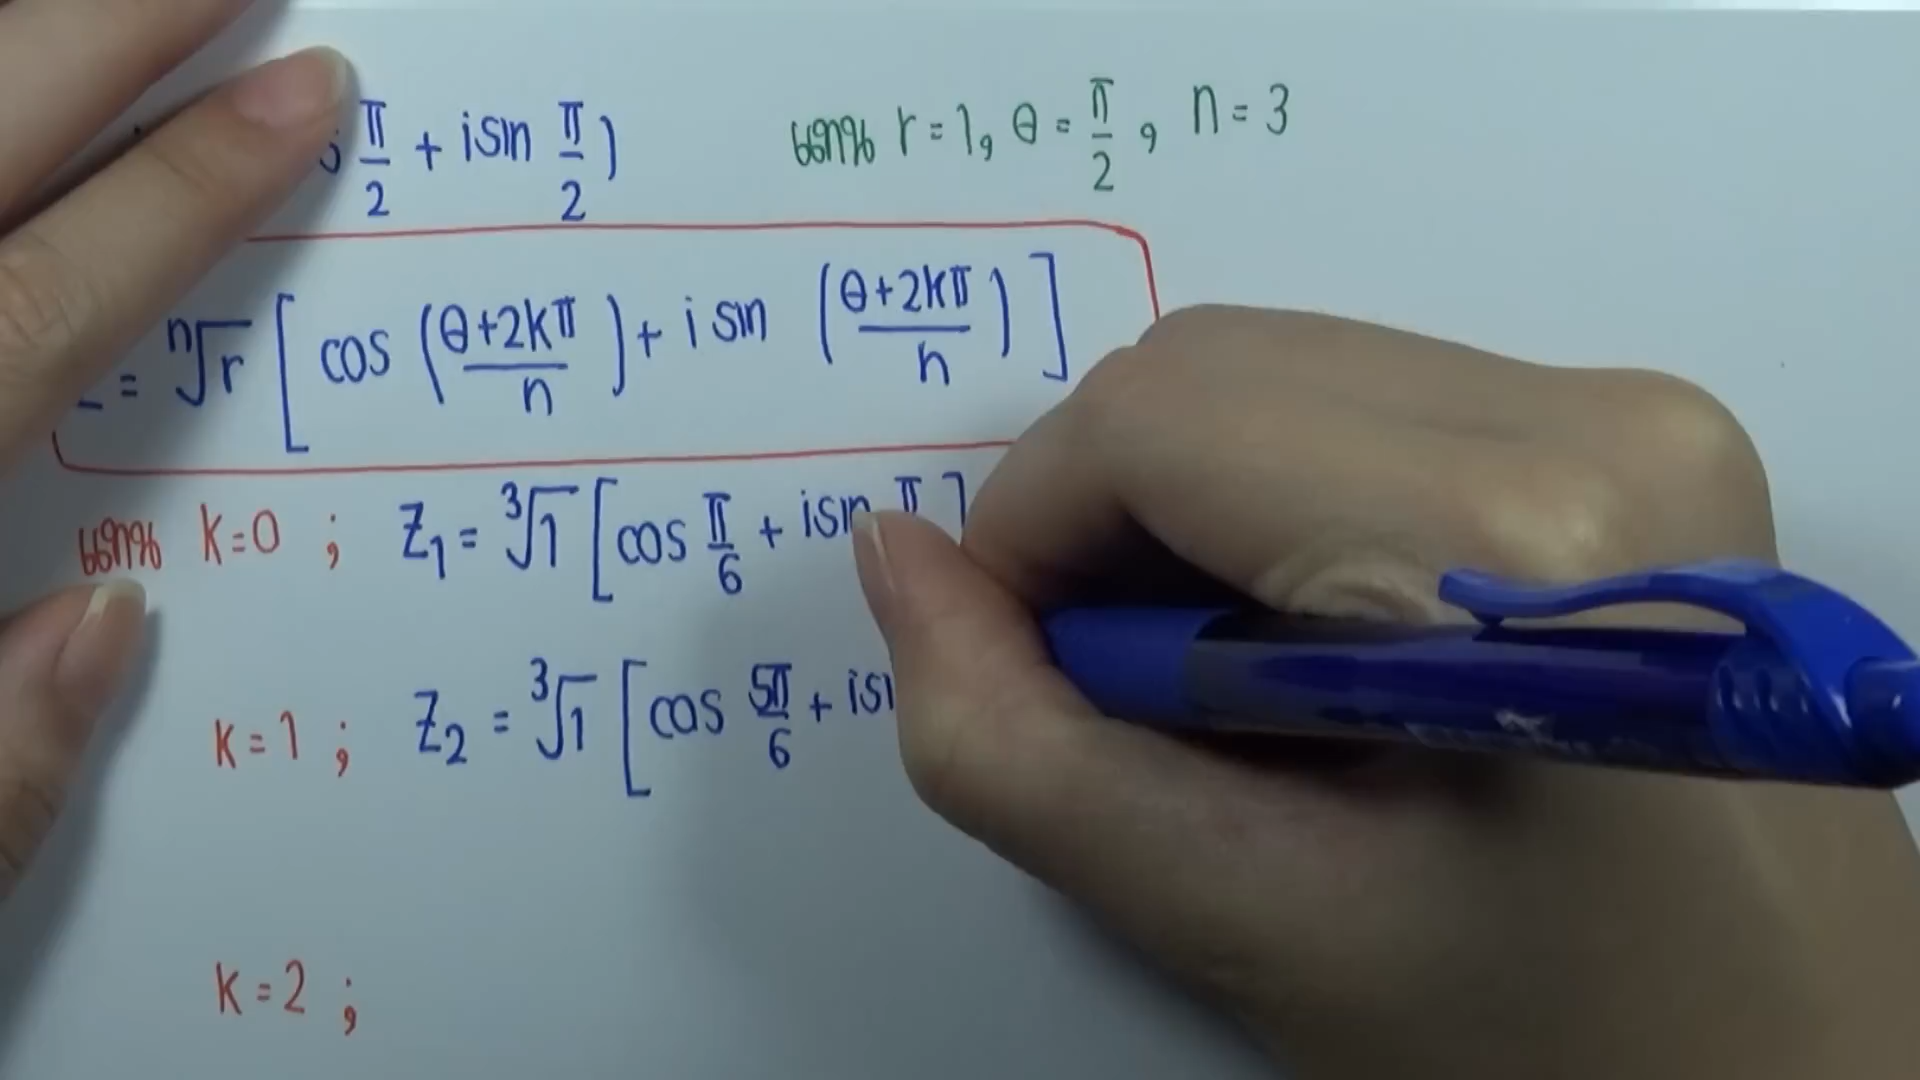 π/2 + isin π/2) แทน r = 1, θ = π/2, n = 3
= ⁿ√r [ cos (θ+2kπ / n) + i sin (θ+2kπ / n) ]
แทน k=0 ; Z₁ = ³√1 [cos π/6 + isin π ]
k=1 ; Z₂ = ³√1 [cos 5π/6 + isi
k=2 ;